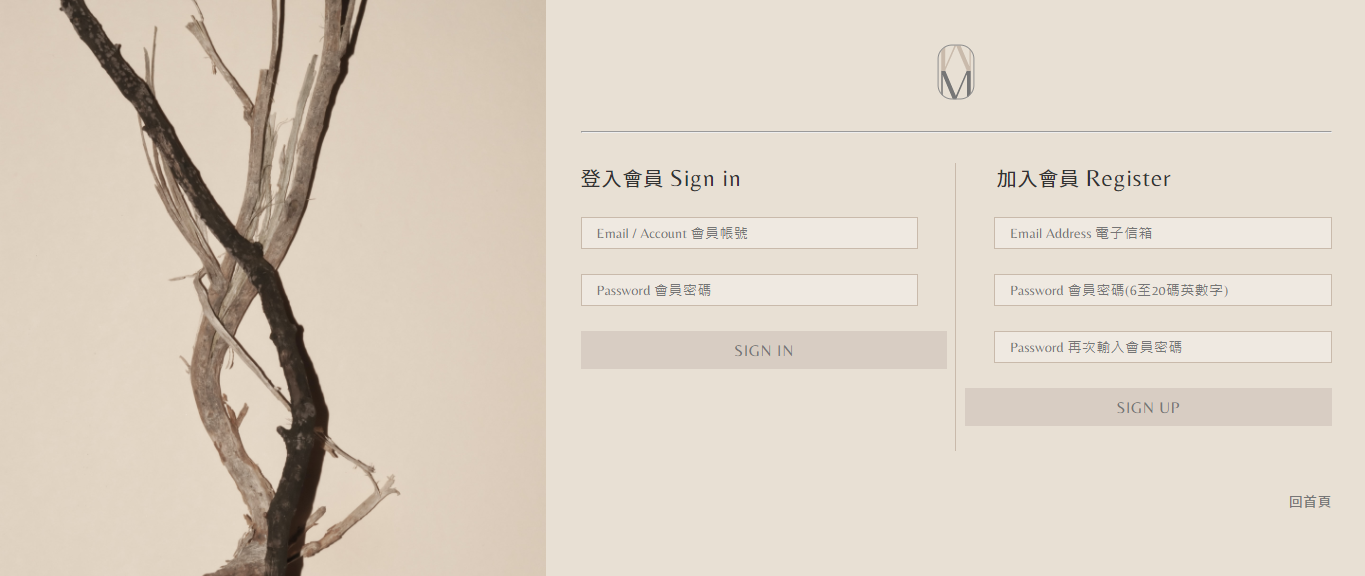 登入會員 Sign in
Email / Account 會員帳號
Password 會員密碼
SIGN IN
加入會員 Register
Email Address 電子信箱
Password 會員密碼(6至20碼英數字)
Password 再次輸入會員密碼
SIGN UP
回首頁